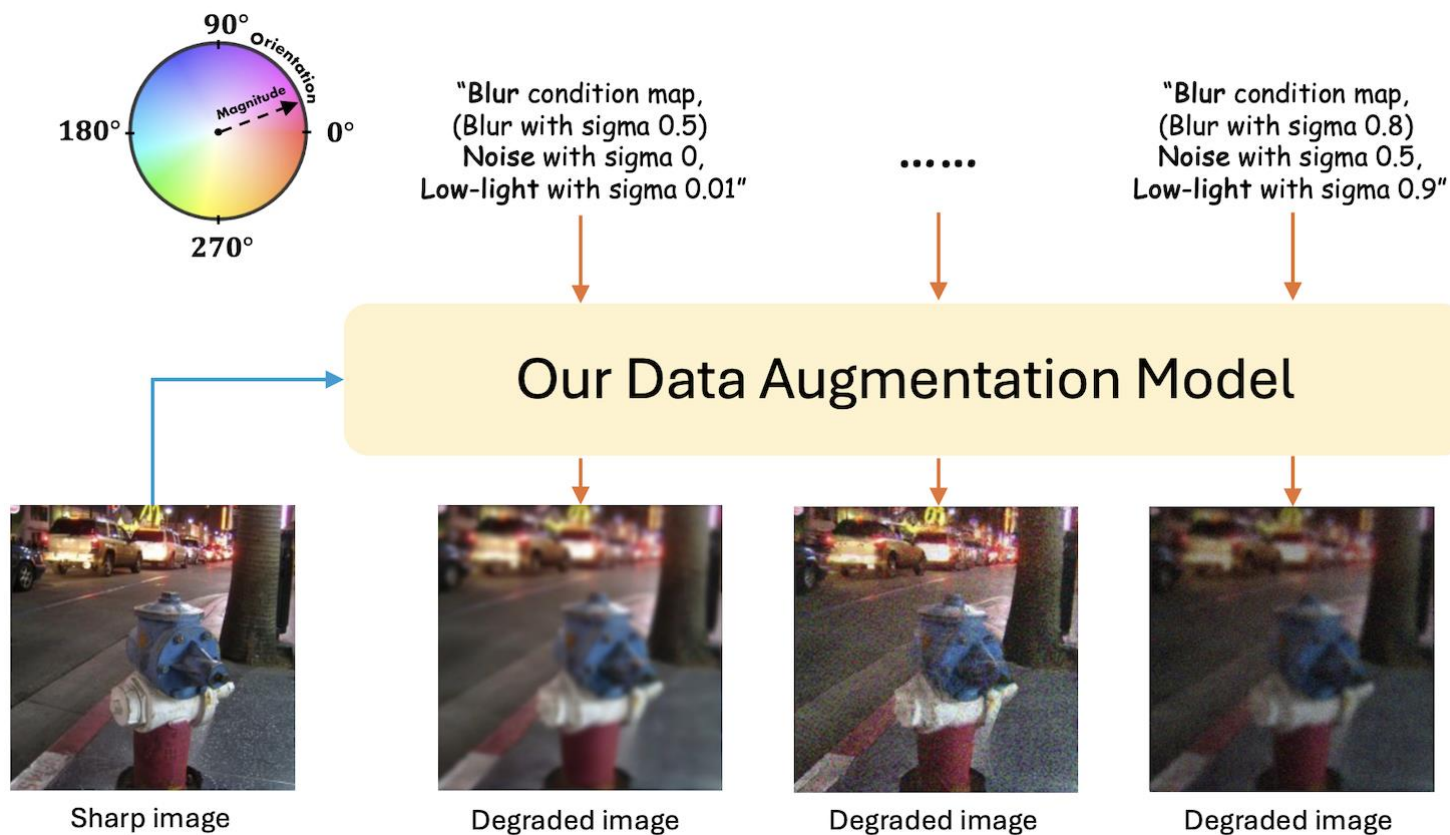 90°
Orientation
Magnitude
180°
0°
270°
“Blur condition map,
(Blur with sigma 0.5)
Noise with sigma 0,
Low-light with sigma 0.01”
......
“Blur condition map,
(Blur with sigma 0.8)
Noise with sigma 0.5,
Low-light with sigma 0.9”
Our Data Augmentation Model
Sharp image
Degraded image
Degraded image
Degraded image